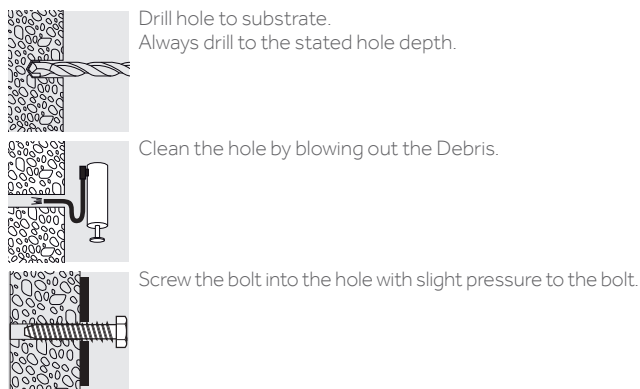 Drill hole to substrate.
Always drill to the stated hole depth.
Clean the hole by blowing out the Debris.
Screw the bolt into the hole with slight pressure to the bolt.